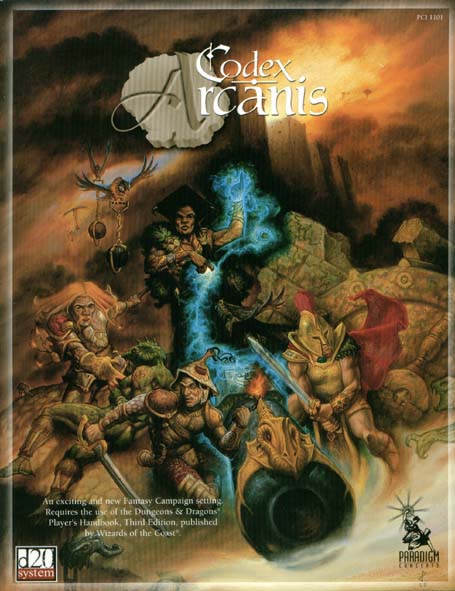 PCI 1101
Codex
Arcanis
An exciting and new Fantasy Campaign setting.
Requires the use of the Dungeons & Dragons®
Player's Handbook, Third Edition, published
by Wizards of the Coast®.
d20
system
PARADIGM
CONCEPTS